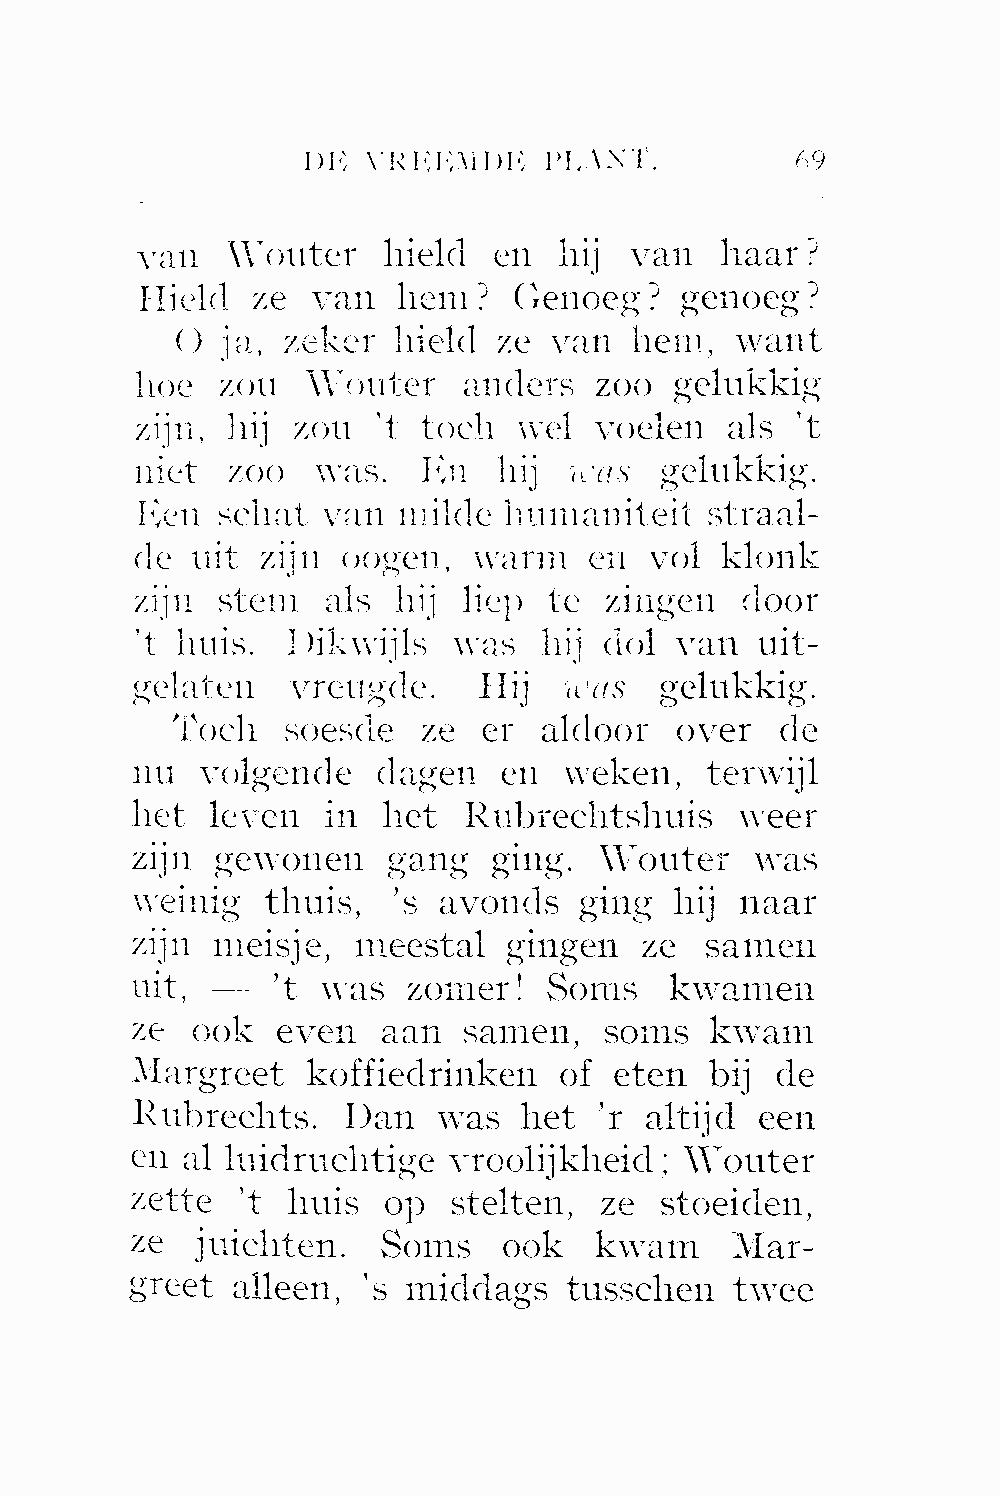 DE VREEMDE PLANT. 69
van Wouter hield en hij van haar?
Hield ze van hem? Genoeg? genoeg?
O ja, zeker hield ze van hem, want
hoe zou Wouter anders zoo gelukkig
zijn, hij zou 't toch wel voelen als 't
niet zoo was. En hij was gelukkig.
Een schat van milde humaniteit straal-
de uit zijn oogen, warm en vol klonk
zijn stem als hij liep te zingen door
't huis. Dikwijls was hij dol van uit-
gelaten vreugde. Hij was gelukkig.
Toch soesde ze er aldoor over de
nu volgende dagen en weken, terwijl
het leven in het Rubrechtshuis weer
zijn gewonen gang ging. Wouter was
weinig thuis, 's avonds ging hij naar
zijn meisje, meestal gingen ze samen
uit, — 't was zomer! Soms kwamen
ze ook even aan samen, soms kwam
Margreet koffiedrinken of eten bij de
Rubrechts. Dan was het 'r altijd een
en al luidruchtige vroolijkheid; Wouter
zette 't huis op stelten, ze stoeiden,
ze juichten. Soms ook kwam Mar-
greet alleen, 's middags tusschen twee